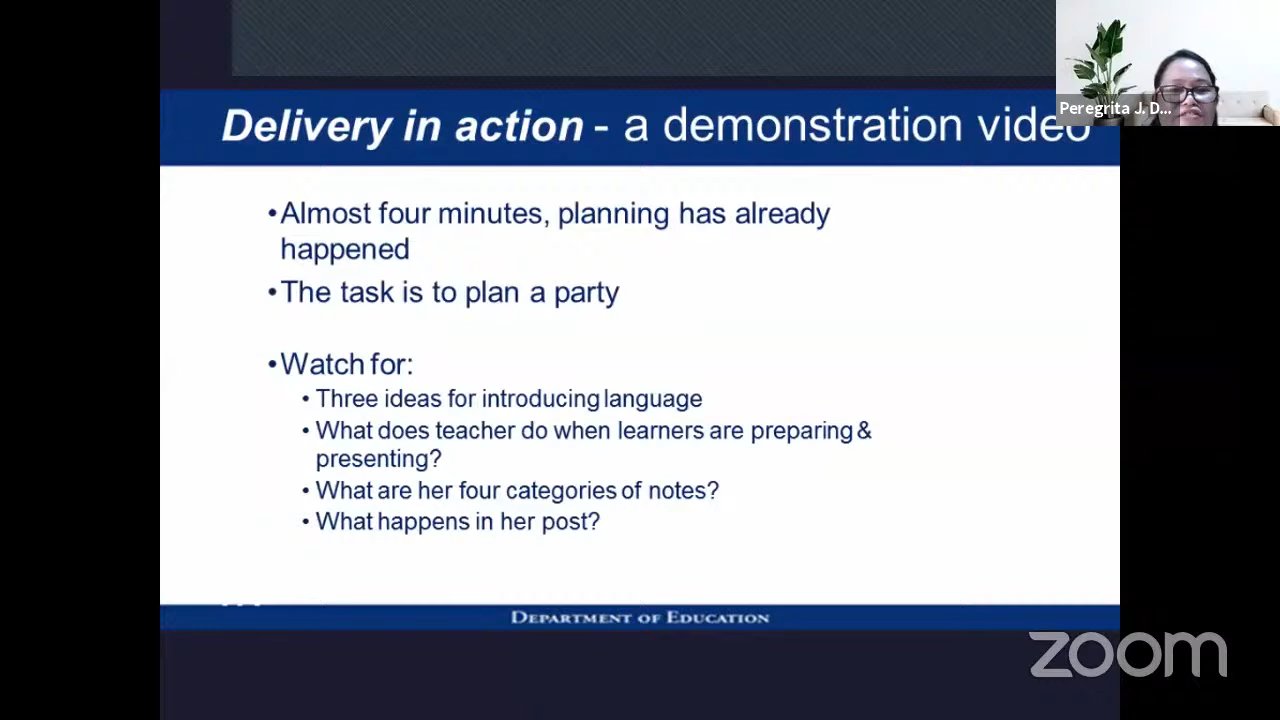 Delivery in action - a demonstration video
Peregrita J. D...
•Almost four minutes, planning has already
happened
•The task is to plan a party
•Watch for:
• Three ideas for introducing language
• What does teacher do when learners are preparing &
presenting?
• What are her four categories of notes?
• What happens in her post?
DEPARTMENT OF EDUCATION
zoom